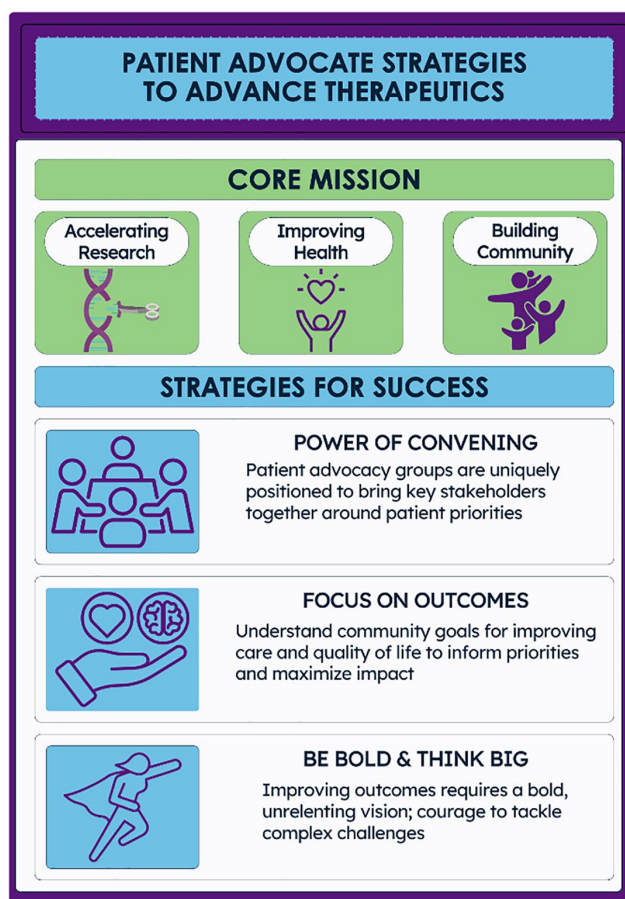 PATIENT ADVOCATE STRATEGIES
TO ADVANCE THERAPEUTICS
CORE MISSION
Accelerating
Research
Improving
Health
Building
Community
STRATEGIES FOR SUCCESS
POWER OF CONVENING
Patient advocacy groups are uniquely
positioned to bring key stakeholders
together around patient priorities
FOCUS ON OUTCOMES
Understand community goals for improving
care and quality of life to inform priorities
and maximize impact
BE BOLD & THINK BIG
Improving outcomes requires a bold,
unrelenting vision; courage to tackle
complex challenges